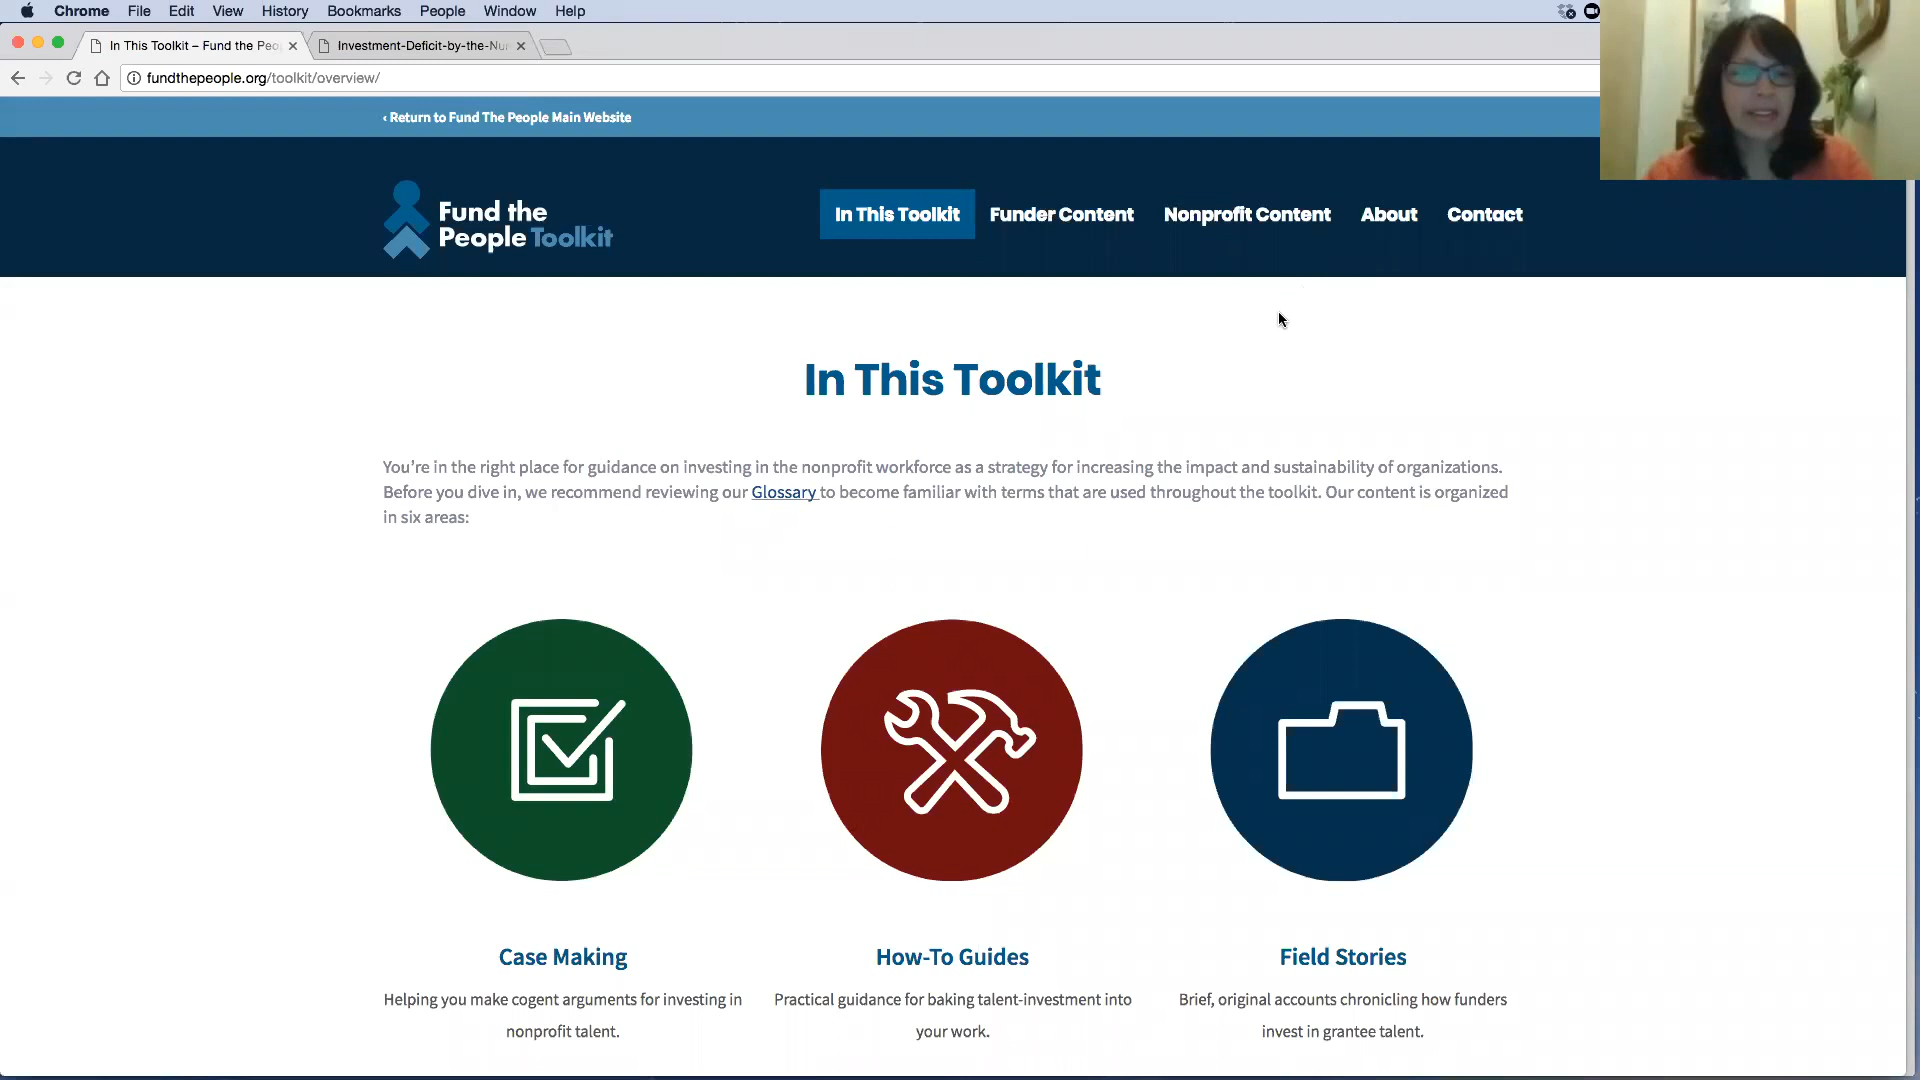 Chrome File Edit View History Bookmarks People Window Help
In This Toolkit – Fund the Peo
Investment-Deficit-by-the-Nu
fundthepeople.org/toolkit/overview/
‹ Return to Fund The People Main Website
Fund the
People Toolkit
In This Toolkit Funder Content Nonprofit Content About Contact
In This Toolkit
You're in the right place for guidance on investing in the nonprofit workforce as a strategy for increasing the impact and sustainability of organizations.
Before you dive in, we recommend reviewing our Glossary to become familiar with terms that are used throughout the toolkit. Our content is organized
in six areas:
Case Making
Helping you make cogent arguments for investing in
nonprofit talent.
How-To Guides
Practical guidance for baking talent-investment into
your work.
Field Stories
Brief, original accounts chronicling how funders
invest in grantee talent.